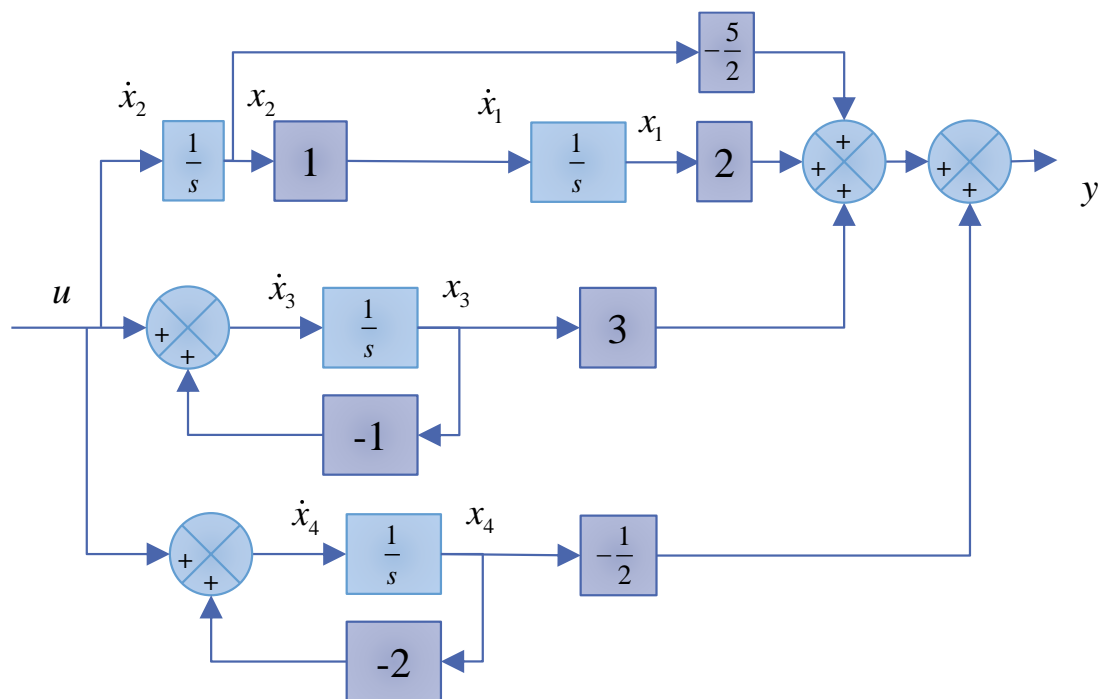 -5/2
ẋ₂ x₂ ẋ₁ x₁
1/s 1 1/s 2 + + + + +
y
u ẋ₃ x₃
+ + 1/s 3
-1
ẋ₄ x₄
+ + 1/s -1/2
-2